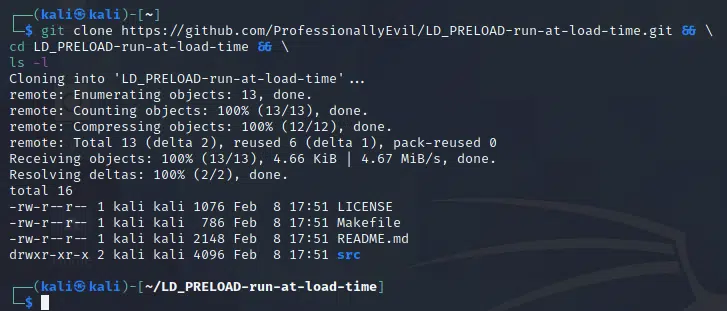 ┌──(kali㉿kali)-[~]
└─$ git clone https://github.com/ProfessionallyEvil/LD_PRELOAD-run-at-load-time.git && \
cd LD_PRELOAD-run-at-load-time && \
ls -l
Cloning into 'LD_PRELOAD-run-at-load-time'...
remote: Enumerating objects: 13, done.
remote: Counting objects: 100% (13/13), done.
remote: Compressing objects: 100% (12/12), done.
remote: Total 13 (delta 2), reused 6 (delta 1), pack-reused 0
Receiving objects: 100% (13/13), 4.66 KiB | 4.67 MiB/s, done.
Resolving deltas: 100% (2/2), done.
total 16
-rw-r--r-- 1 kali kali 1076 Feb  8 17:51 LICENSE
-rw-r--r-- 1 kali kali  786 Feb  8 17:51 Makefile
-rw-r--r-- 1 kali kali 2148 Feb  8 17:51 README.md
drwxr-xr-x 2 kali kali 4096 Feb  8 17:51 src
┌──(kali㉿kali)-[~/LD_PRELOAD-run-at-load-time]
└─$